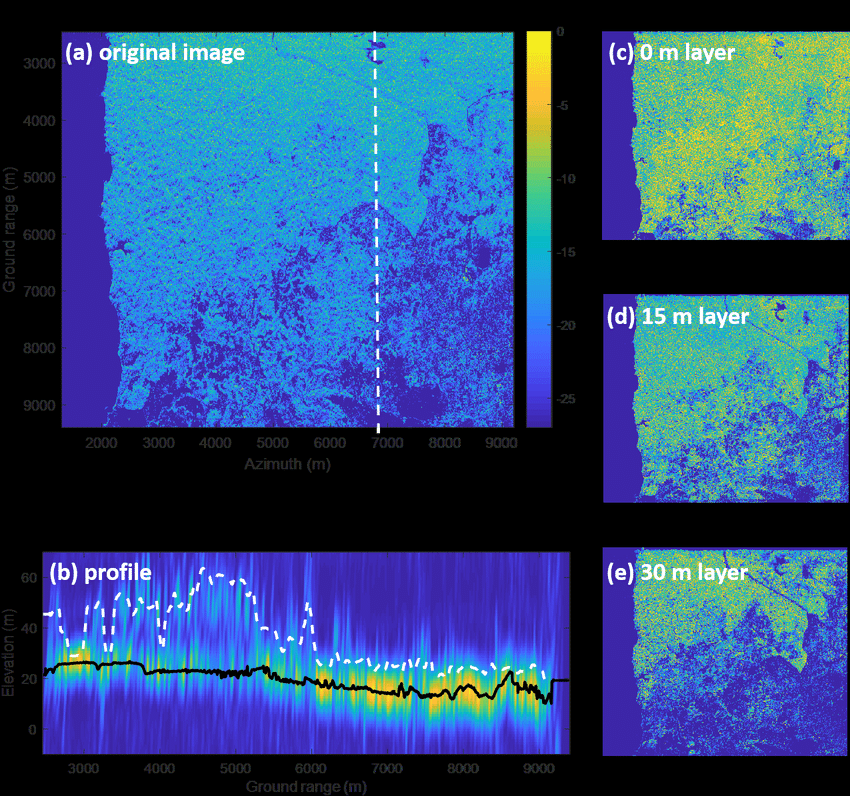 (a) original image
0
-5
-10
-15
-20
-25
3000
4000
5000
6000
7000
8000
9000
Ground range (m)
2000 3000 4000 5000 6000 7000 8000 9000
Azimuth (m)
(c) 0 m layer
(d) 15 m layer
(e) 30 m layer
(b) profile
60
40
20
0
Elevation (m)
3000 4000 5000 6000 7000 8000 9000
Ground range (m)